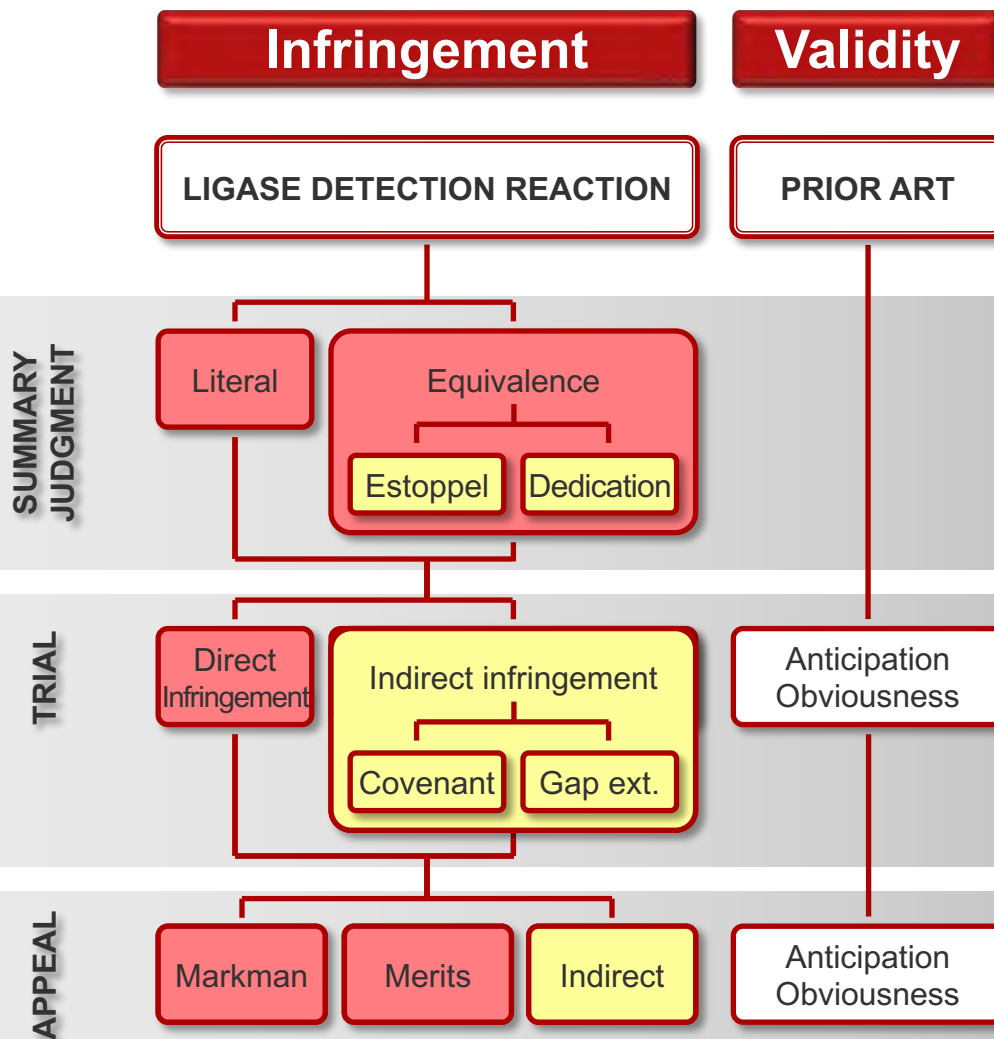 Infringement
Validity
LIGASE DETECTION REACTION
PRIOR ART
SUMMARY
JUDGMENT
Literal
Equivalence
Estoppel
Dedication
TRIAL
Direct
Infringement
Indirect infringement
Covenant
Gap ext.
Anticipation
Obviousness
APPEAL
Markman
Merits
Indirect
Anticipation
Obviousness